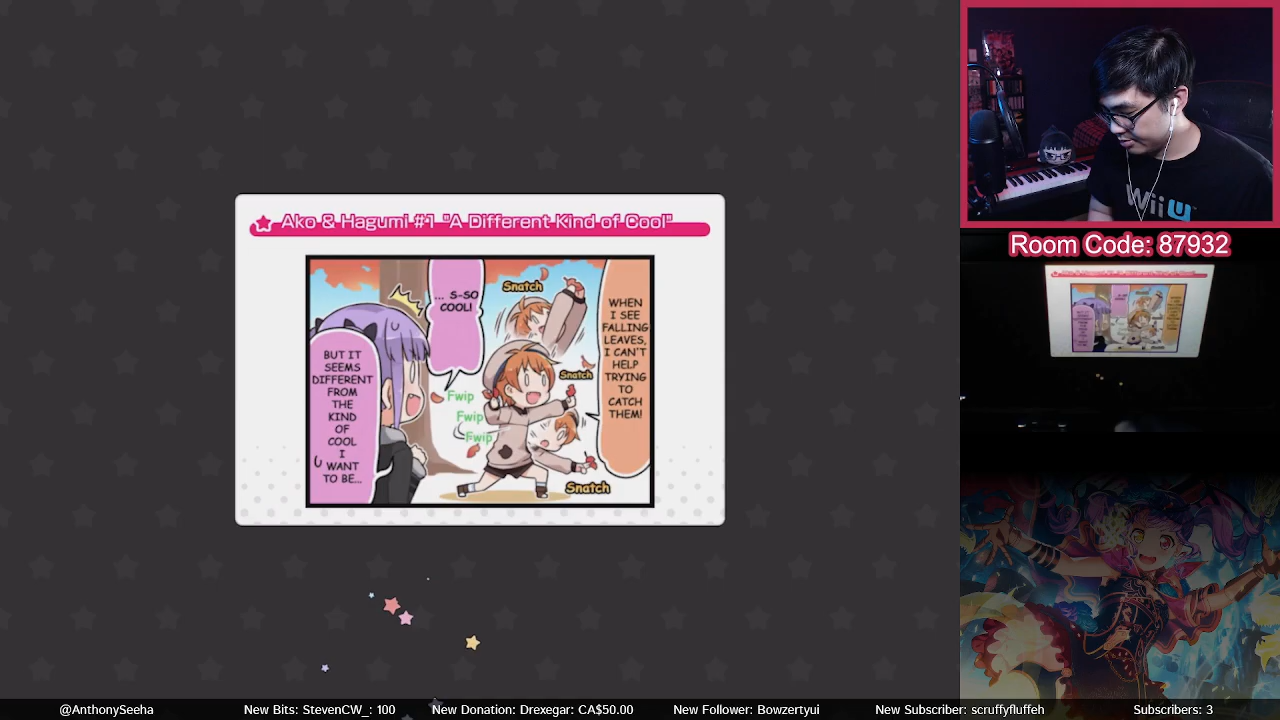 Ako & Hagumi #1 "A Different Kind of Cool"
WHEN
I SEE
FALLING
LEAVES,
I CAN'T
HELP
TRYING
TO
CATCH
THEM!
Snatch
Snatch
Snatch
... S-SO
COOL!
Fwip
Fwip
Fwip
BUT IT
SEEMS
DIFFERENT
FROM
THE
KIND
OF
COOL
I
WANT
TO BE...
Wii U
Room Code: 87932
@AnthonySeeha
New Bits: StevenCW_: 100
New Donation: Drexegar: CA$50.00
New Follower: Bowzertyui
New Subscriber: scruffyfluffeh
Subscribers: 3